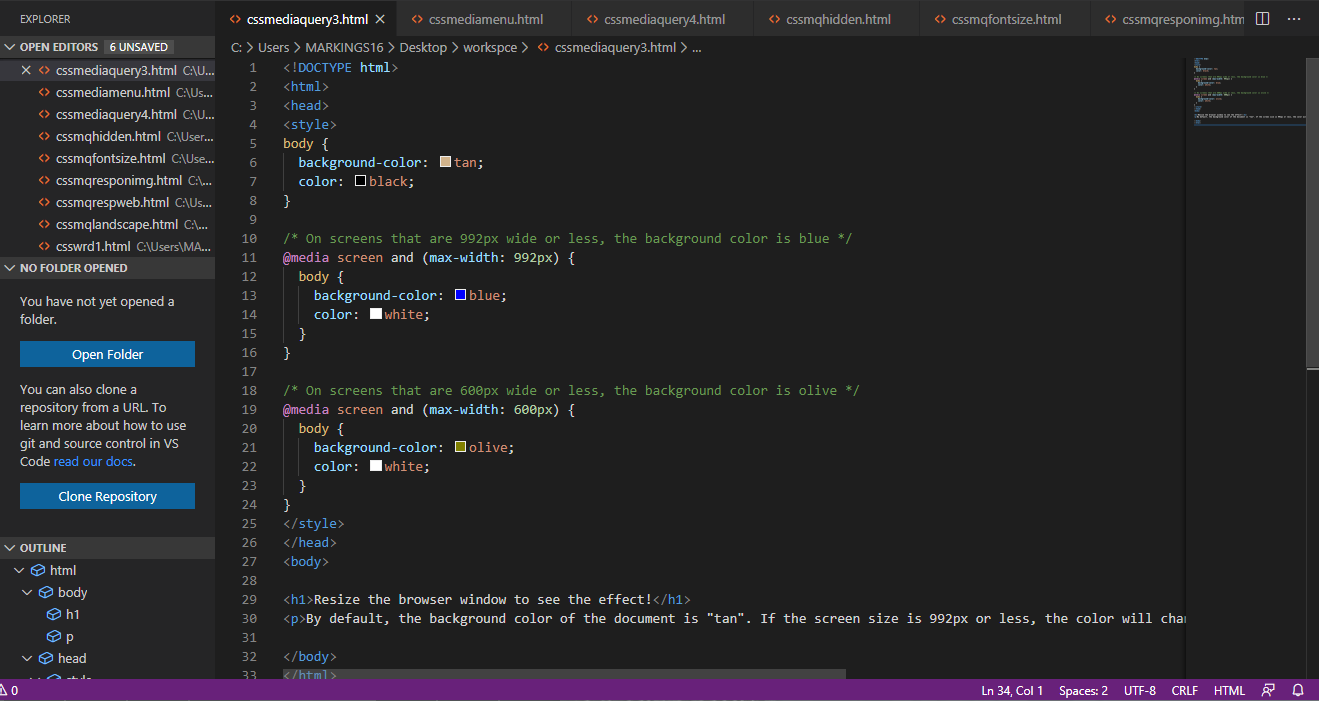 EXPLORER
OPEN EDITORS 6 UNSAVED
cssmediaquery3.html C:\U...
cssmediamenu.html C:\Us...
cssmediaquery4.html C:\U...
cssmqhidden.html C:\User...
cssmqfontsize.html C:\Use...
cssmqresponimg.html C:\...
cssmqrespweb.html C:\Us...
cssmqlandscape.html C:\...
csswrd1.html C:\Users\MA...
NO FOLDER OPENED
You have not yet opened a
folder.
Open Folder
You can also clone a
repository from a URL. To
learn more about how to use
git and source control in VS
Code read our docs.
Clone Repository
OUTLINE
html
body
h1
p
head
style
cssmediaquery3.html cssmediamenu.html cssmediaquery4.html cssmqhidden.html cssmqfontsize.html cssmqresponimg.htm
C: > Users > MARKINGS16 > Desktop > workspce > cssmediaquery3.html > ...
1 <!DOCTYPE html>
2 <html>
3 <head>
4 <style>
5 body {
6 background-color: tan;
7 color: black;
8 }
9
10 /* On screens that are 992px wide or less, the background color is blue */
11 @media screen and (max-width: 992px) {
12 body {
13 background-color: blue;
14 color: white;
15 }
16 }
17
18 /* On screens that are 600px wide or less, the background color is olive */
19 @media screen and (max-width: 600px) {
20 body {
21 background-color: olive;
22 color: white;
23 }
24 }
25 </style>
26 </head>
27 <body>
28
29 <h1>Resize the browser window to see the effect!</h1>
30 <p>By default, the background color of the document is "tan". If the screen size is 992px or less, the color will cha
31
32 </body>
33 </html>
0 Ln 34, Col 1 Spaces: 2 UTF-8 CRLF HTML